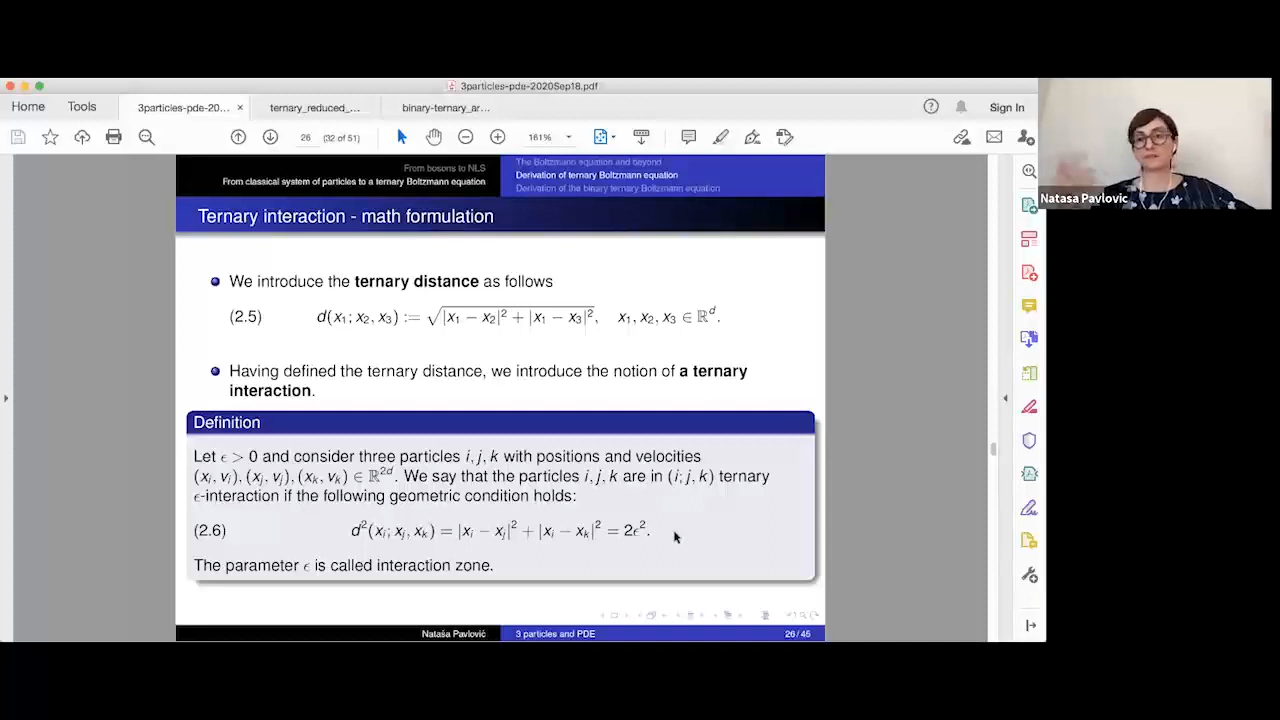 3particles-pde-2020Sep18.pdf
Home
Tools
3particles-pde-20... ×
ternary_reduced_...
binary-ternary_ar...
Sign In
26
(32 of 51)
161%
From bosons to NLS
From classical system of particles to a ternary Boltzmann equation
The Boltzmann equation and beyond
Derivation of ternary Boltzmann equation
Derivation of the binary ternary Boltzmann equation
Natasa Pavlovic
Ternary interaction - math formulation
We introduce the ternary distance as follows
(2.5) d(x₁; x₂, x₃) := √|x₁ − x₂|² + |x₁ − x₃|², x₁, x₂, x₃ ∈ ℝᵈ.
Having defined the ternary distance, we introduce the notion of a ternary
interaction.
Definition
Let ϵ > 0 and consider three particles i, j, k with positions and velocities
(xᵢ, vᵢ), (xⱼ, vⱼ), (xₖ, vₖ) ∈ ℝ²ᵈ. We say that the particles i, j, k are in (i; j, k) ternary
ϵ-interaction if the following geometric condition holds:
(2.6) d²(xᵢ; xⱼ, xₖ) = |xᵢ − xⱼ|² + |xᵢ − xₖ|² = 2ϵ².
The parameter ϵ is called interaction zone.
Nataša Pavlović
3 particles and PDE
26 / 45